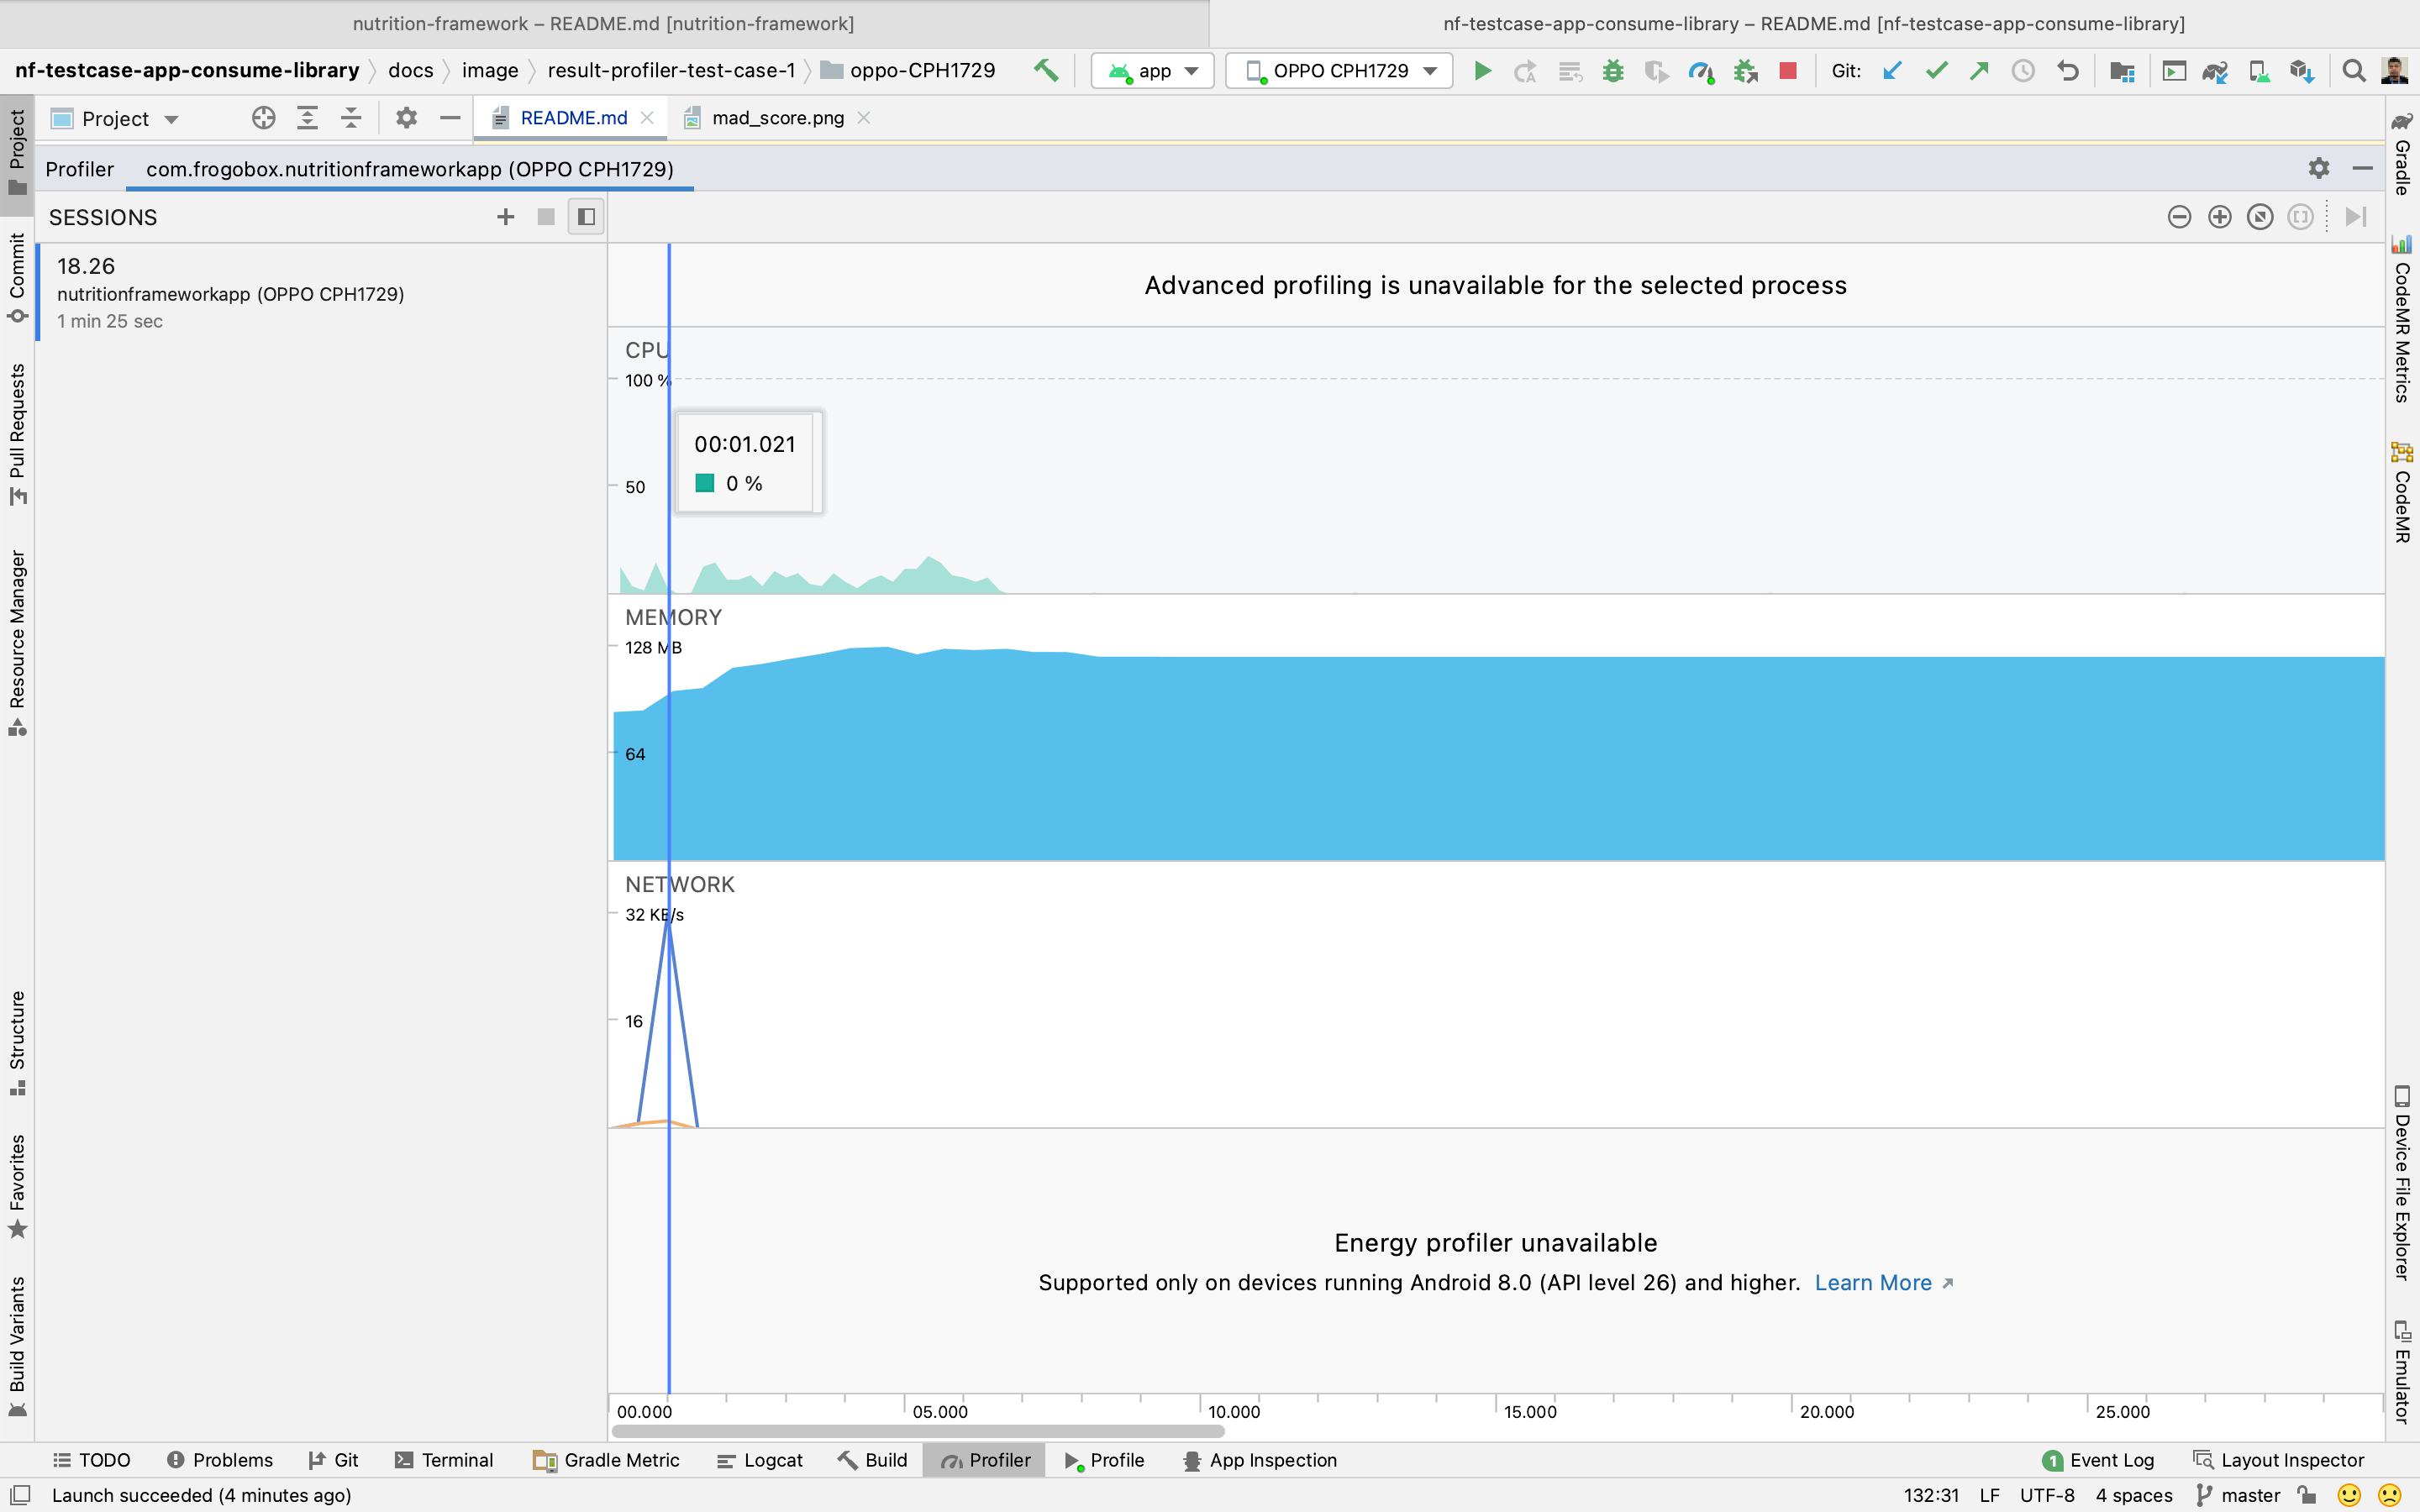 nutrition-framework – README.md [nutrition-framework]
nf-testcase-app-consume-library – README.md [nf-testcase-app-consume-library]
nf-testcase-app-consume-library docs image result-profiler-test-case-1 oppo-CPH1729 app OPPO CPH1729 Git:
Project README.md mad_score.png
Profiler com.frogobox.nutritionframeworkapp (OPPO CPH1729)
SESSIONS
18.26
nutritionframeworkapp (OPPO CPH1729)
1 min 25 sec
Advanced profiling is unavailable for the selected process
CPU
100 %
00:01.021
0 %
50
MEMORY
128 MB
64
NETWORK
32 KB/s
16
Energy profiler unavailable
Supported only on devices running Android 8.0 (API level 26) and higher. Learn More
00.000 05.000 10.000 15.000 20.000 25.000
Project
Commit
Pull Requests
Resource Manager
Structure
Favorites
Build Variants
Gradle
CodeMR Metrics
CodeMR
Device File Explorer
Emulator
TODO Problems Git Terminal Gradle Metric Logcat Build Profiler Profile App Inspection 1 Event Log Layout Inspector
Launch succeeded (4 minutes ago) 132:31 LF UTF-8 4 spaces master